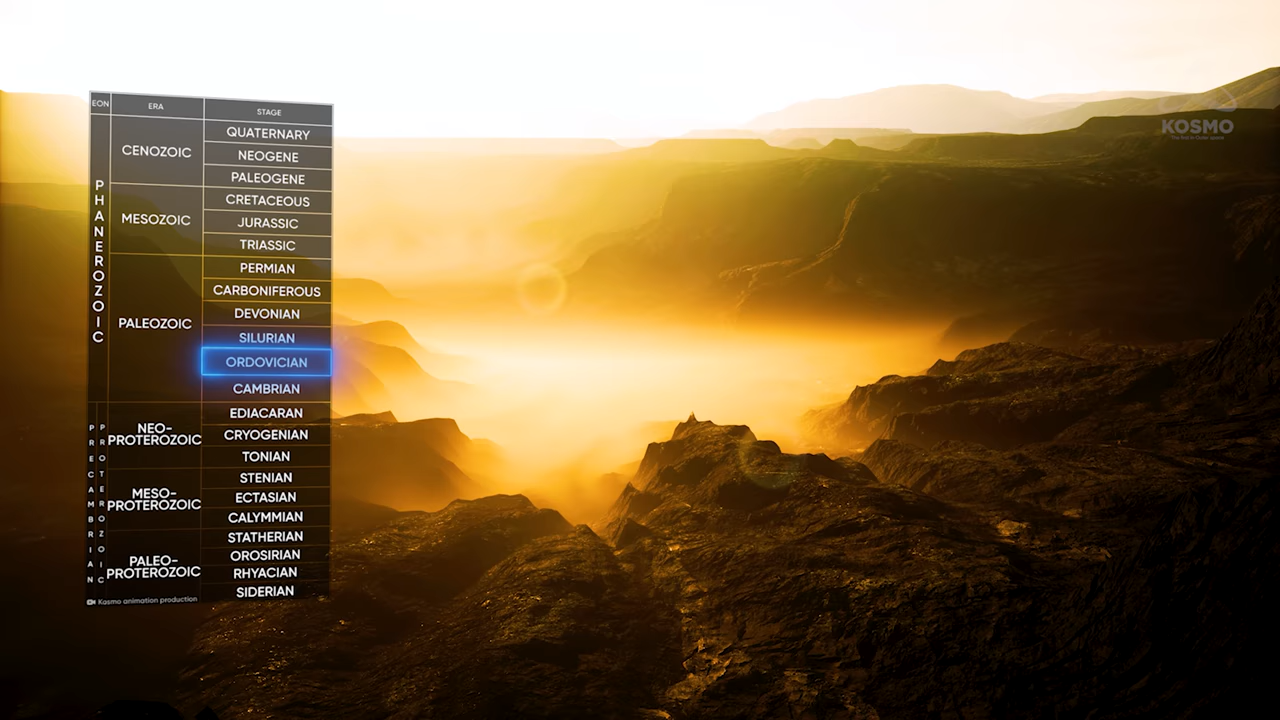 EON ERA STAGE
PHANEROZOIC
CENOZOIC
QUATERNARY
NEOGENE
PALEOGENE
MESOZOIC
CRETACEOUS
JURASSIC
TRIASSIC
PALEOZOIC
PERMIAN
CARBONIFEROUS
DEVONIAN
SILURIAN
ORDOVICIAN
CAMBRIAN
PRECAMBRIAN
PROTEROZOIC
NEO-
PROTEROZOIC
EDIACARAN
CRYOGENIAN
TONIAN
MESO-
PROTEROZOIC
STENIAN
ECTASIAN
CALYMMIAN
PALEO-
PROTEROZOIC
STATHERIAN
OROSIRIAN
RHYACIAN
SIDERIAN
Kosmo animation production
KOSMO